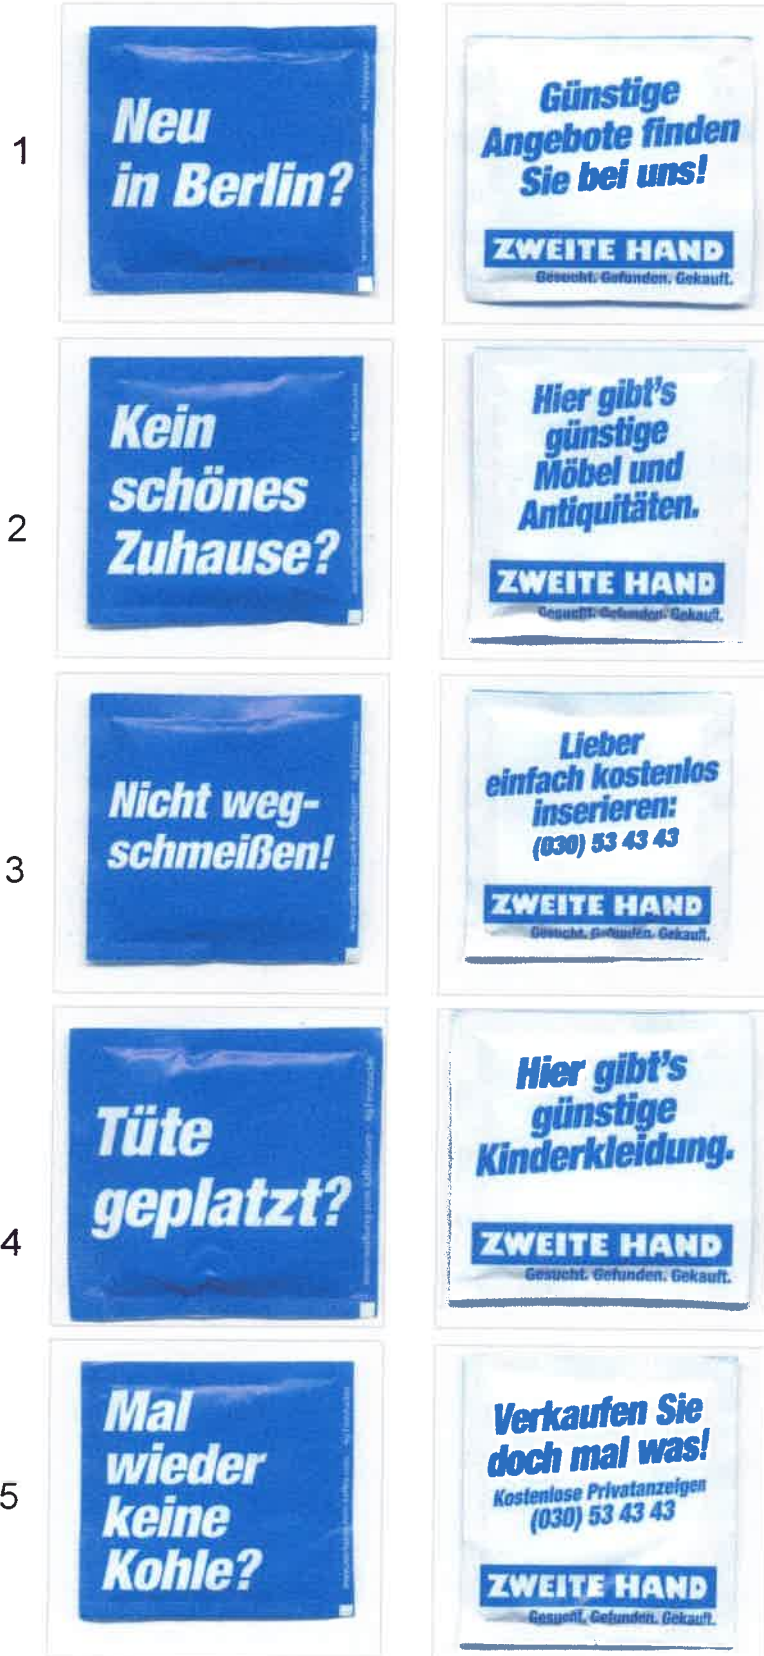 1
Neu
in Berlin?
Günstige
Angebote finden
Sie bei uns!
ZWEITE HAND
Gesucht. Gefunden. Gekauft.
2
Kein
schönes
Zuhause?
Hier gibt's
günstige
Möbel und
Antiquitäten.
ZWEITE HAND
Gesucht. Gefunden. Gekauft.
3
Nicht weg-
schmeißen!
Lieber
einfach kostenlos
inserieren:
(030) 53 43 43
ZWEITE HAND
Gesucht. Gefunden. Gekauft.
4
Tüte
geplatzt?
Hier gibt's
günstige
Kinderkleidung.
ZWEITE HAND
Gesucht. Gefunden. Gekauft.
5
Mal
wieder
keine
Kohle?
Verkaufen Sie
doch mal was!
Kostenlose Privatanzeigen
(030) 53 43 43
ZWEITE HAND
Gesucht. Gefunden. Gekauft.